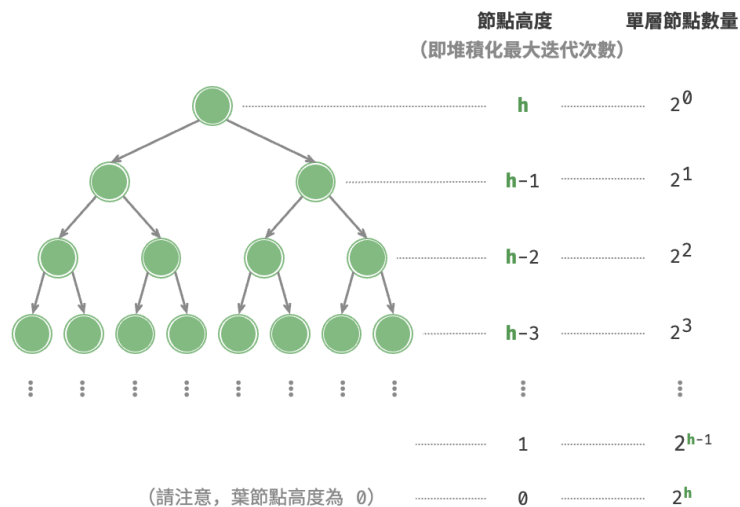 節點高度 單層節點數量
（即堆積化最大迭代次數）
h 2^0
h-1 2^1
h-2 2^2
h-3 2^3
1 2^h-1
（請注意，葉節點高度為 0） 0 2^h